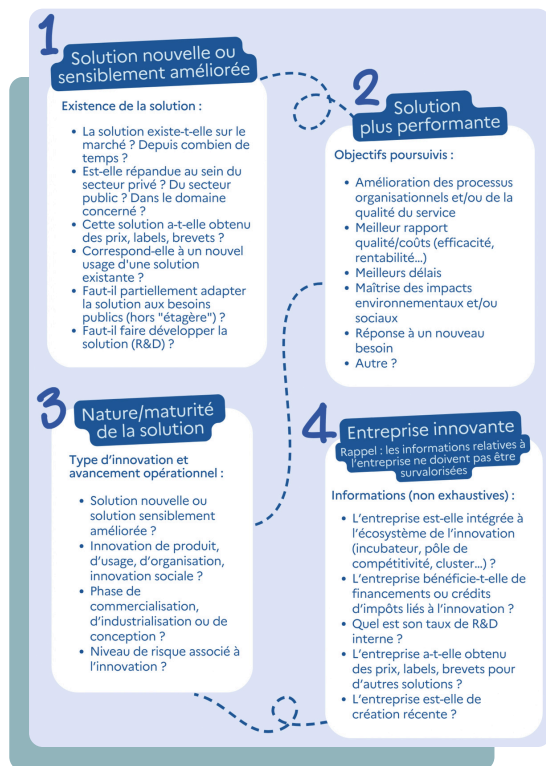 1
Solution nouvelle ou
sensiblement améliorée
Existence de la solution :
• La solution existe-t-elle sur le
marché ? Depuis combien de
temps ?
• Est-elle répandue au sein du
secteur privé ? Du secteur
public ? Dans le domaine
concerné ?
• Cette solution a-t-elle obtenu
des prix, labels, brevets ?
• Correspond-elle à un nouvel
usage d'une solution
existante ?
• Faut-il partiellement adapter
la solution aux besoins
publics (hors "étagère") ?
• Faut-il faire développer la
solution (R&D) ?
2
Solution
plus performante
Objectifs poursuivis :
• Amélioration des processus
organisationnels et/ou de la
qualité du service
• Meilleur rapport
qualité/coûts (efficacité,
rentabilité...)
• Meilleurs délais
• Maîtrise des impacts
environnementaux et/ou
sociaux
• Réponse à un nouveau
besoin
• Autre ?
3
Nature/maturité
de la solution
Type d'innovation et
avancement opérationnel :
• Solution nouvelle ou
solution sensiblement
améliorée ?
• Innovation de produit,
d'usage, d'organisation,
innovation sociale ?
• Phase de
commercialisation,
d'industrialisation ou de
conception ?
• Niveau de risque associé à
l'innovation ?
4
Entreprise innovante
Rappel : les informations relatives à
l'entreprise ne doivent pas être
survalorisées
Informations (non exhaustives) :
• L'entreprise est-elle intégrée à
l'écosystème de l'innovation
(incubateur, pôle de
compétitivité, cluster...) ?
• L'entreprise bénéficie-t-elle de
financements ou crédits
d'impôts liés à l'innovation ?
• Quel est son taux de R&D
interne ?
• L'entreprise a-t-elle obtenu
des prix, labels, brevets pour
d'autres solutions ?
• L'entreprise est-elle de
création récente ?